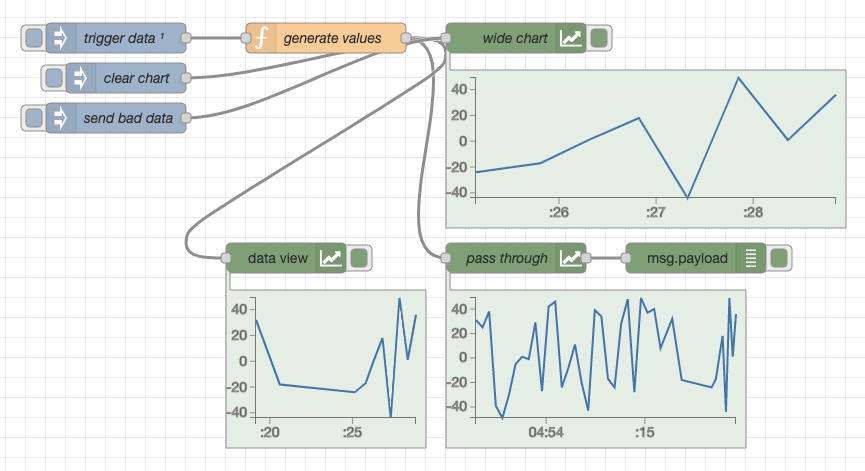 trigger data ¹
generate values
wide chart
clear chart
send bad data
40
20
0
-20
-40
:26
:27
:28
data view
pass through
msg.payload
40
20
0
-20
-40
:20
:25
40
20
0
-20
-40
04:54
:15